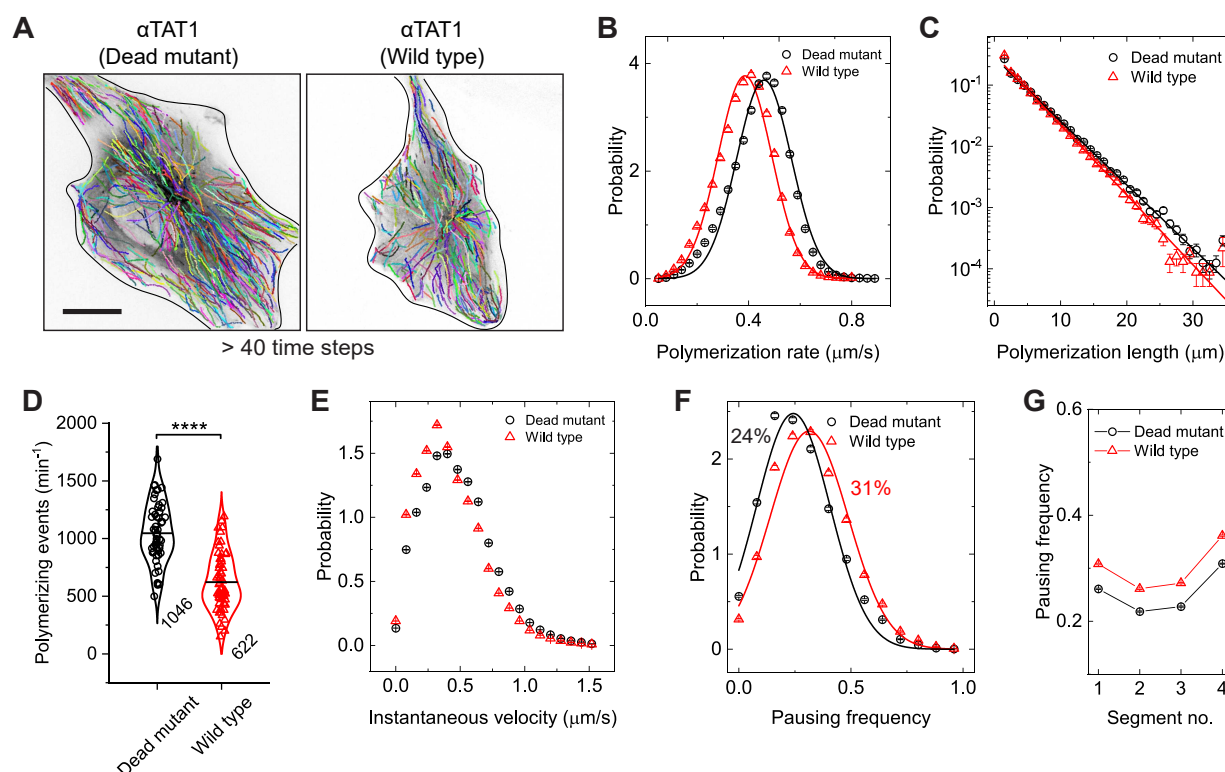 A
αTAT1
(Dead mutant)
αTAT1
(Wild type)
> 40 time steps
B
Probability
4
2
0
Dead mutant
Wild type
0.0
0.4
0.8
Polymerization rate (μm/s)
C
Probability
10⁻¹
10⁻²
10⁻³
10⁻⁴
Dead mutant
Wild type
0
10
20
30
Polymerization length (μm)
D
Polymerizing events (min⁻¹)
2000
1500
1000
500
0
****
1046
622
Dead mutant
Wild type
E
Probability
1.5
1.0
0.5
0.0
Dead mutant
Wild type
0.0
0.5
1.0
1.5
Instantaneous velocity (μm/s)
F
Probability
2
1
0
24%
Dead mutant
Wild type
31%
0.0
0.5
1.0
Pausing frequency
G
Pausing frequency
0.6
0.4
0.2
Dead mutant
Wild type
1
2
3
4
Segment no.